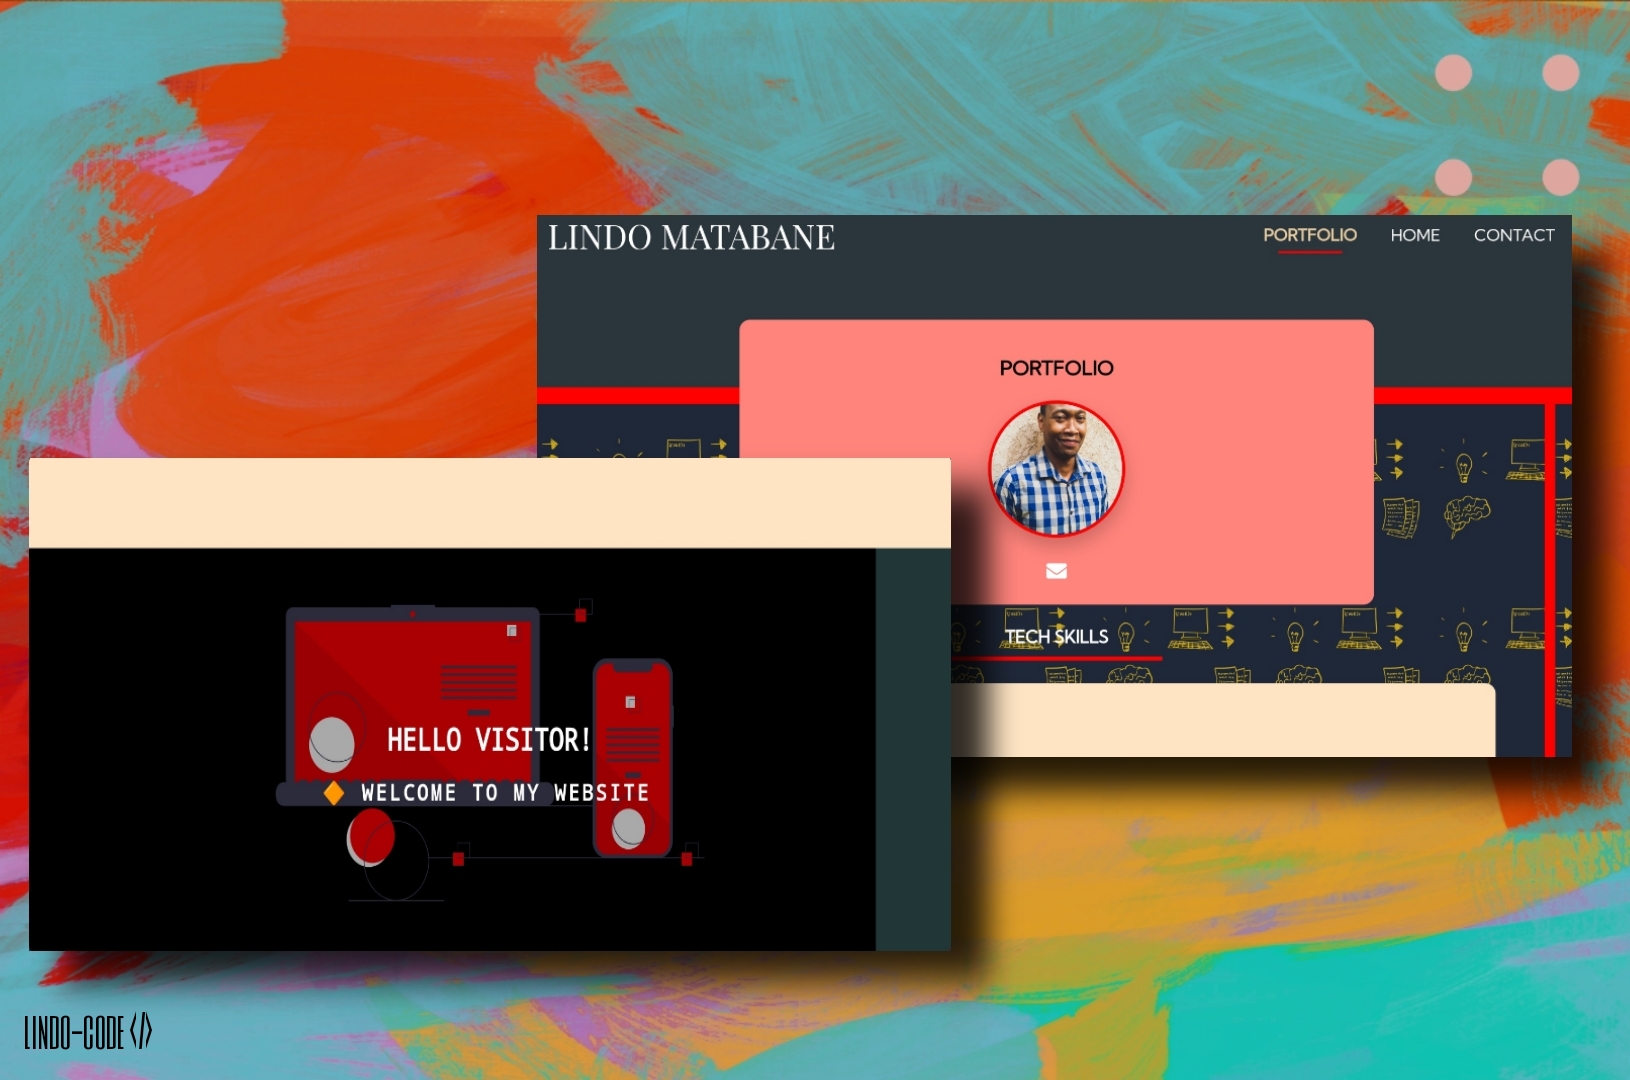 LINDO MATABANE
PORTFOLIO HOME CONTACT
PORTFOLIO
TECH SKILLS
HELLO VISITOR!
🔶 WELCOME TO MY WEBSITE
LINDO-CODE </>